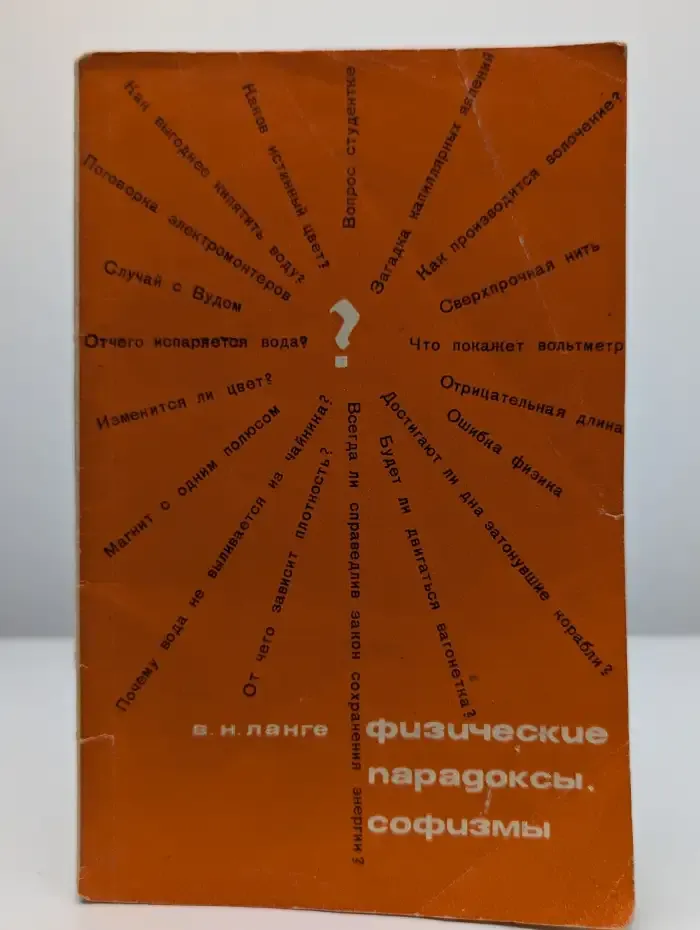 Вопрос студентке
Загадка капиллярных явлений
Как производится волочение?
Сверхпрочная нить
Что покажет вольтметр
Отрицательная длина
Ошибка физика
Достигают ли дна затонувшие корабли?
Будет ли двигаться вагонетка?
Всегда ли справедлив закон сохранения энергии?
От чего зависит плотность?
Почему вода не выливается из чайника?
Магнит с одним полюсом
Изменится ли цвет?
Отчего испаряется вода?
Случай с Вудом
Поговорка электромонтеров
Как выгоднее кипятить воду?
Каков истинный цвет?
?
в. н. ланге
физические
парадоксы,
софизмы